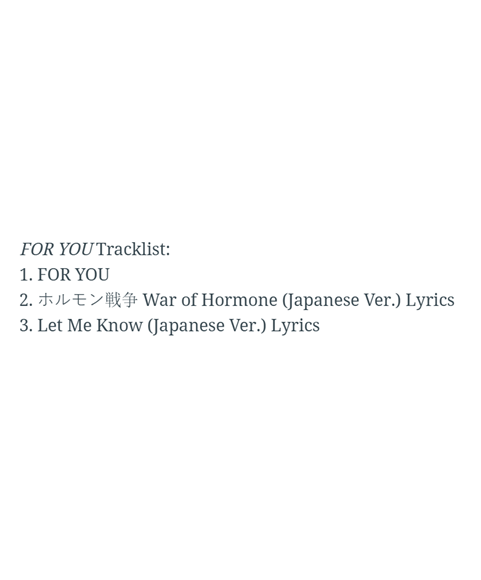 FOR YOU Tracklist:
1. FOR YOU
2. ホルモン戦争 War of Hormone (Japanese Ver.) Lyrics
3. Let Me Know (Japanese Ver.) Lyrics